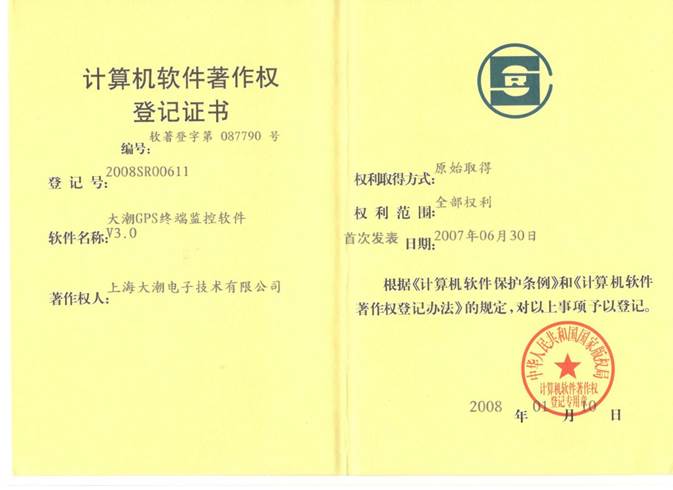 计算机软件著作权
登记证书
编号: 软著登字第 087790 号
登 记 号: 2008SR00611
软件名称: 大潮GPS终端监控软件
V3.0
著作权人: 上海大潮电子技术有限公司
S
R
权利取得方式: 原始取得
权 利 范 围: 全部权利
首次发表 日期: 2007年06月30日
根据《计算机软件保护条例》和《计算机软件
著作权登记办法》的规定,对以上事项予以登记。
中华人民共和国国家版权局
计算机软件著作权
登记专用章
2008 年 01 月 10 日